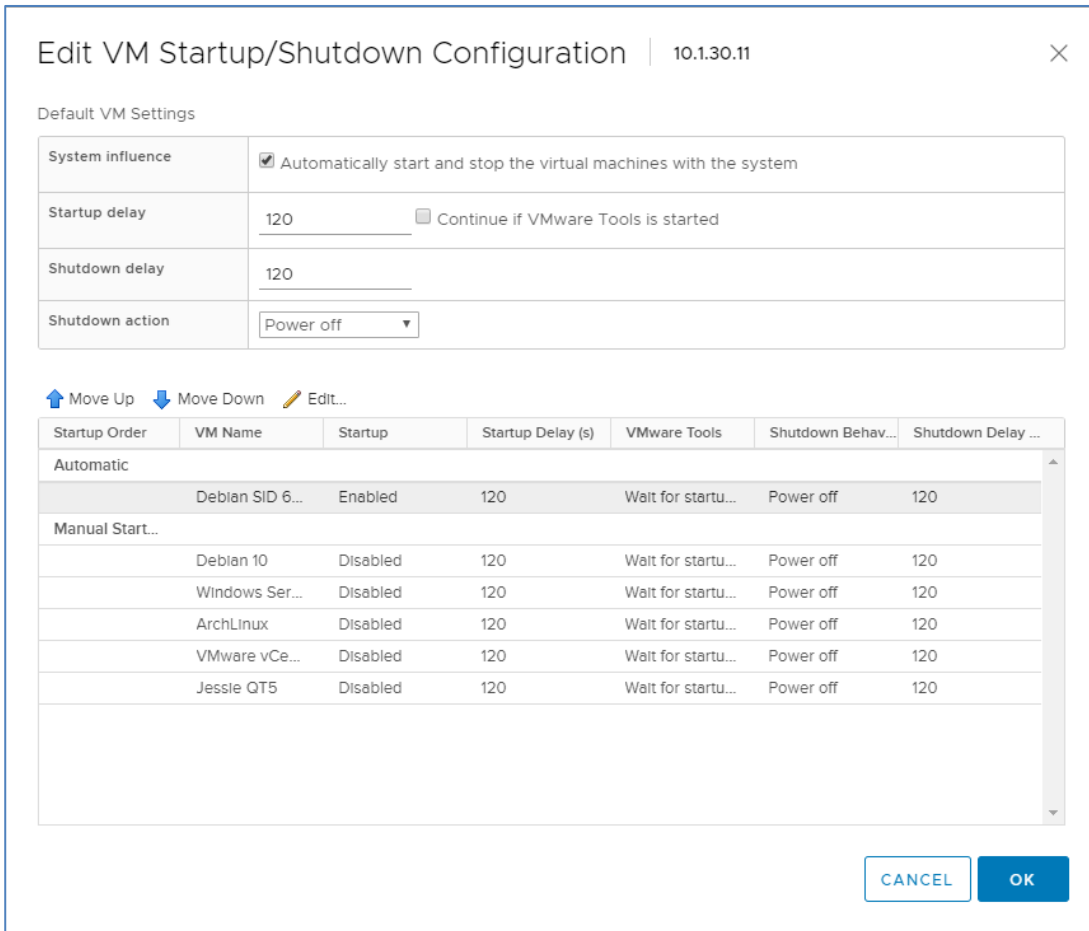 Edit VM Startup/Shutdown Configuration 10.1.30.11
Default VM Settings
System influence Automatically start and stop the virtual machines with the system
Startup delay 120 Continue if VMware Tools is started
Shutdown delay 120
Shutdown action Power off
Move Up Move Down Edit...
Startup Order VM Name Startup Startup Delay (s) VMware Tools Shutdown Behav... Shutdown Delay ...
Automatic
Debian SID 6... Enabled 120 Wait for startu... Power off 120
Manual Start...
Debian 10 Disabled 120 Wait for startu... Power off 120
Windows Ser... Disabled 120 Wait for startu... Power off 120
ArchLinux Disabled 120 Wait for startu... Power off 120
VMware vCe... Disabled 120 Wait for startu... Power off 120
Jessie QT5 Disabled 120 Wait for startu... Power off 120
CANCEL OK